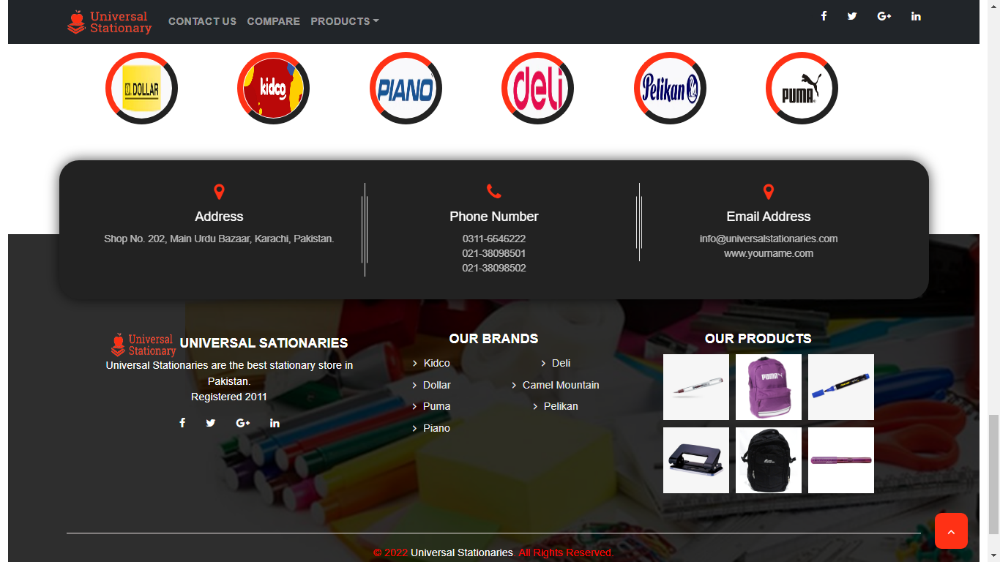 Universal
Stationary
CONTACT US COMPARE PRODUCTS
DOLLAR
kidco
PIANO
deli
Pelikan
PUMA
Address
Shop No. 202, Main Urdu Bazaar, Karachi, Pakistan.
Phone Number
0311-6646222
021-38098501
021-38098502
Email Address
info@universalstationaries.com
www.yourname.com
Universal
Stationary
UNIVERSAL SATIONARIES
Universal Stationaries are the best stationary store in
Pakistan.
Registered 2011
OUR BRANDS
Kidco
Dollar
Puma
Piano
Deli
Camel Mountain
Pelikan
OUR PRODUCTS
PUMA
© 2022 Universal Stationaries. All Rights Reserved.